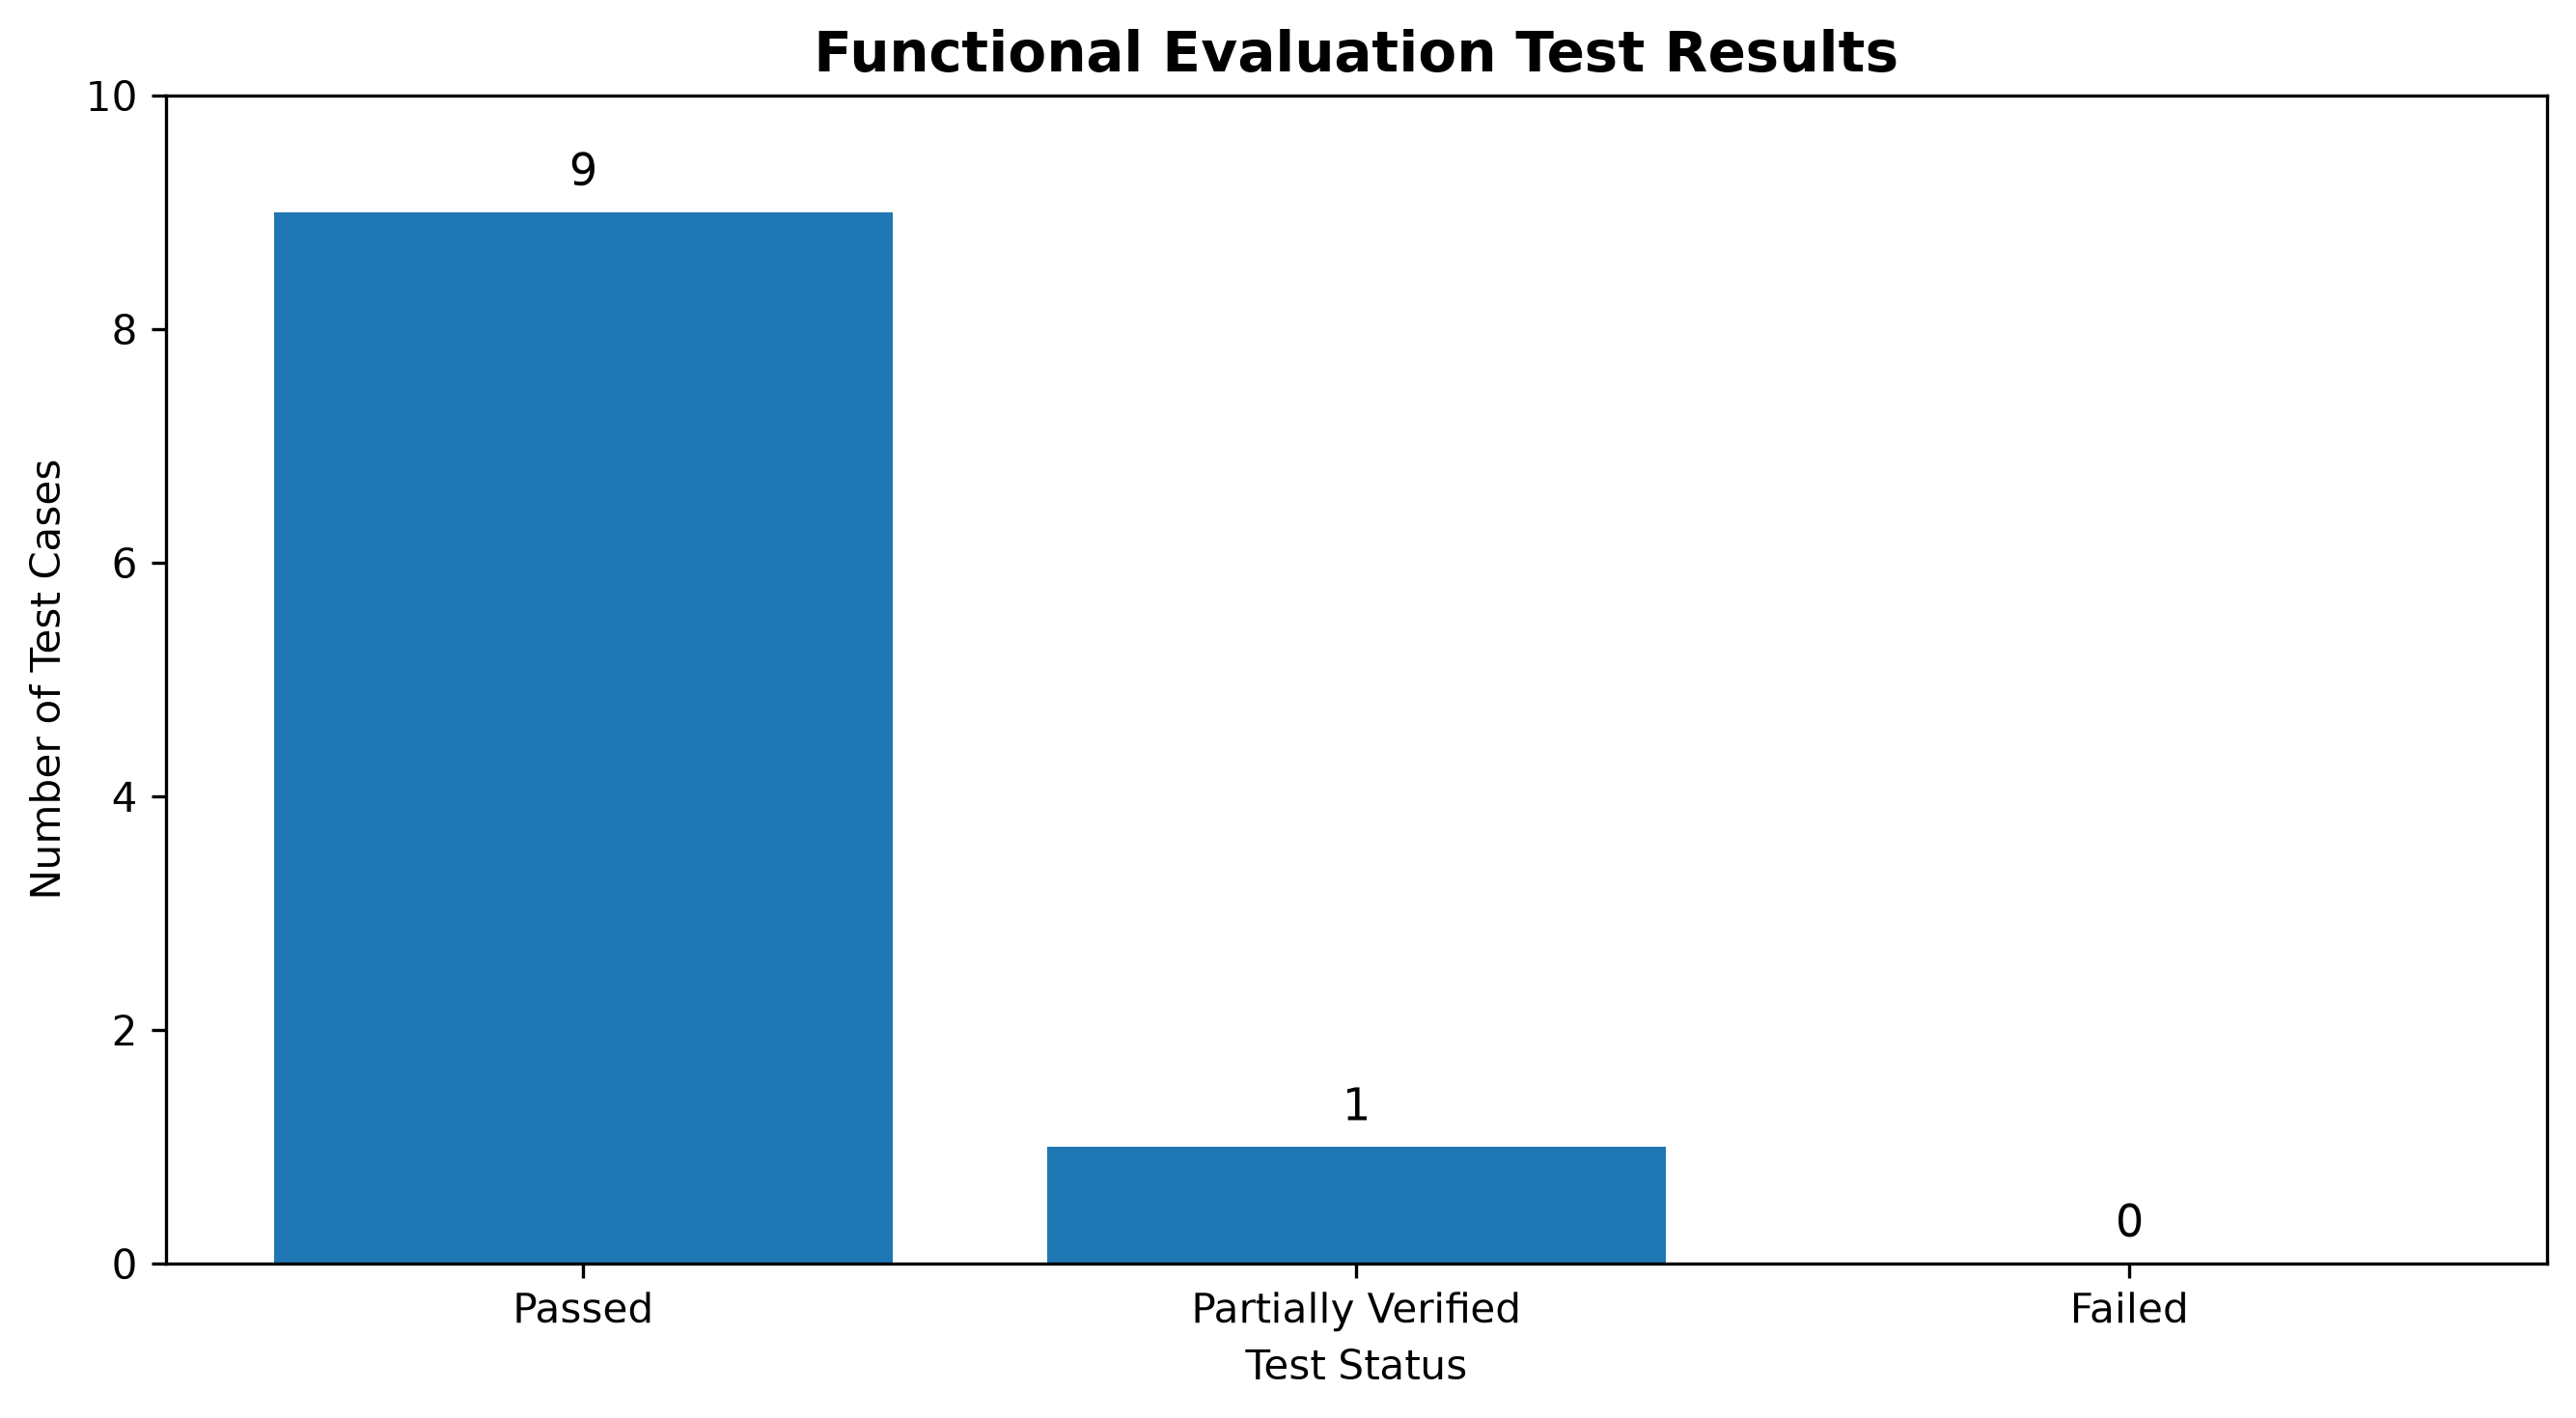 Functional Evaluation Test Results
10
8
6
4
2
0
Number of Test Cases
9
1
0
Passed
Partially Verified
Failed
Test Status